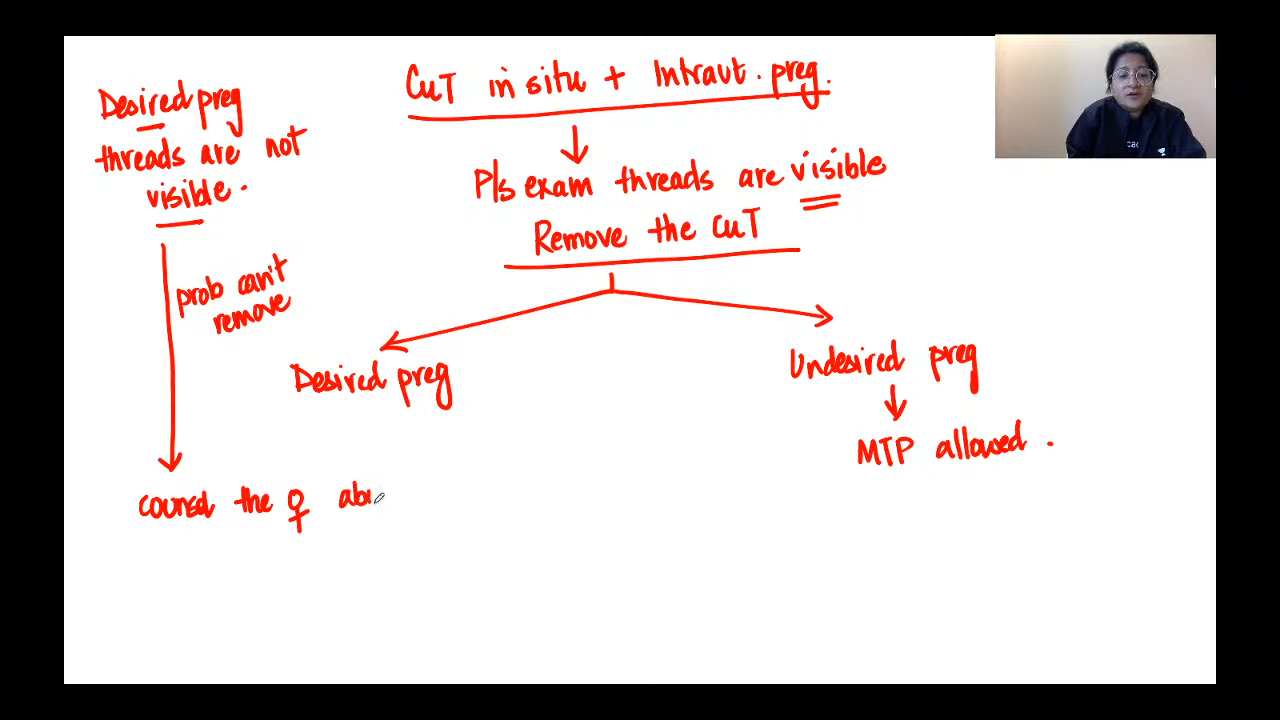 CuT in situ + Intraut. preg.
P/s exam threads are visible
Remove the CuT
Desired preg
Undesired preg
MTP allowed.
Desired preg
threads are not
visible.
prob can't
remove
counsel the ♀ abu